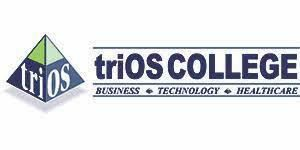 triOS
triOS COLLEGE
BUSINESS ◆ TECHNOLOGY ◆ HEALTHCARE